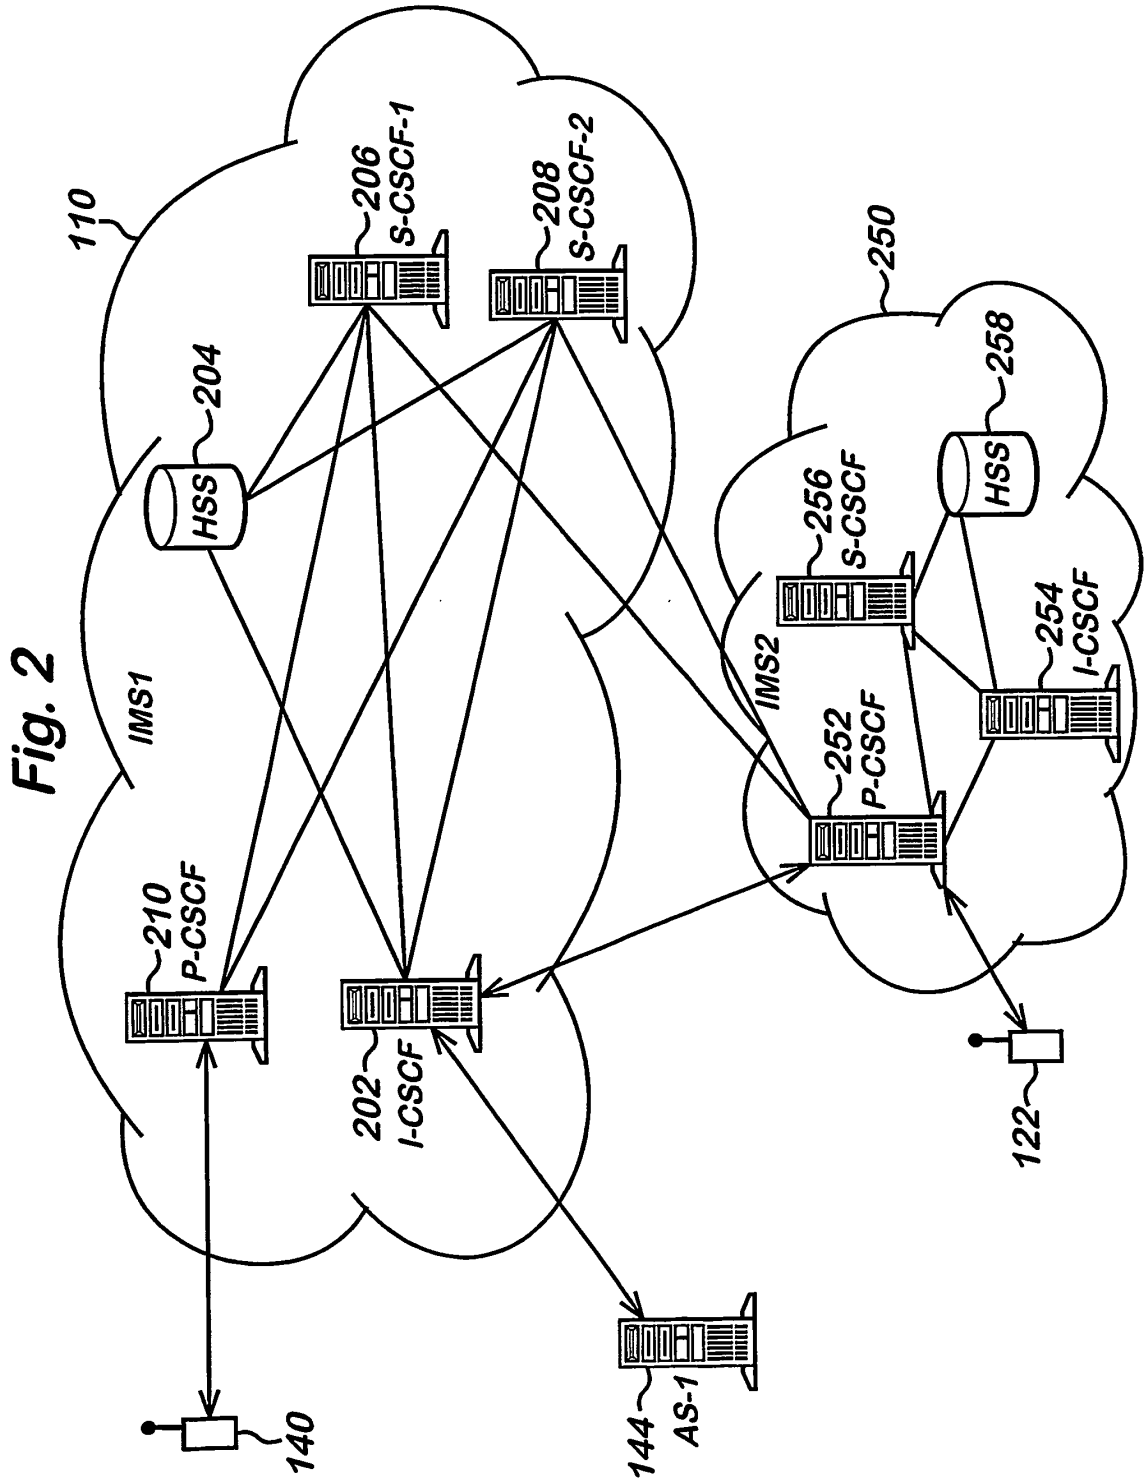 Fig. 2
110
IMS1
HSS
204
206
S-CSCF-1
208
S-CSCF-2
210
P-CSCF
202
I-CSCF
140
144
AS-1
250
IMS2
256
S-CSCF
HSS
258
252
P-CSCF
254
I-CSCF
122